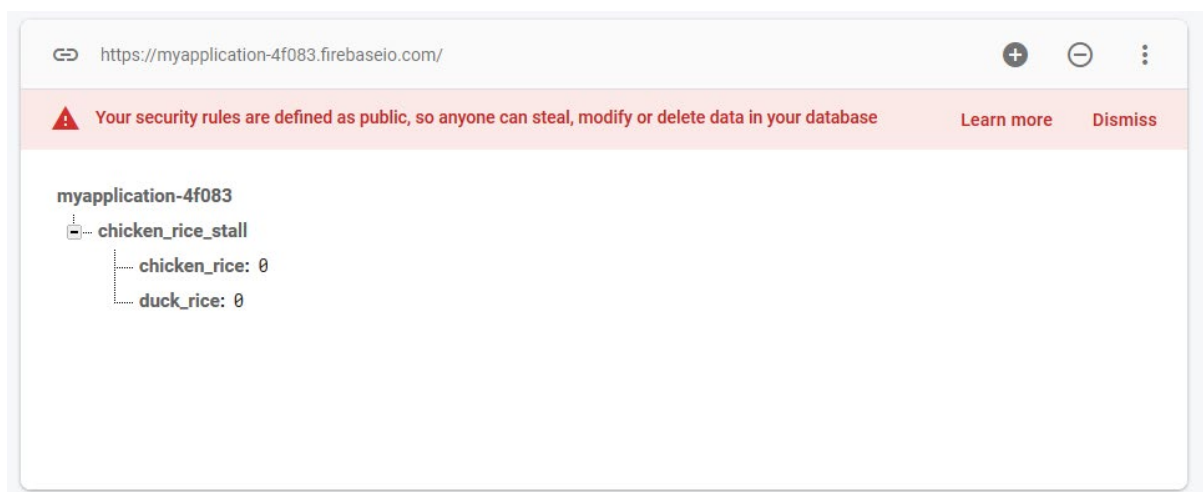 https://myapplication-4f083.firebaseio.com/
Your security rules are defined as public, so anyone can steal, modify or delete data in your database Learn more Dismiss
myapplication-4f083
chicken_rice_stall
chicken_rice: 0
duck_rice: 0